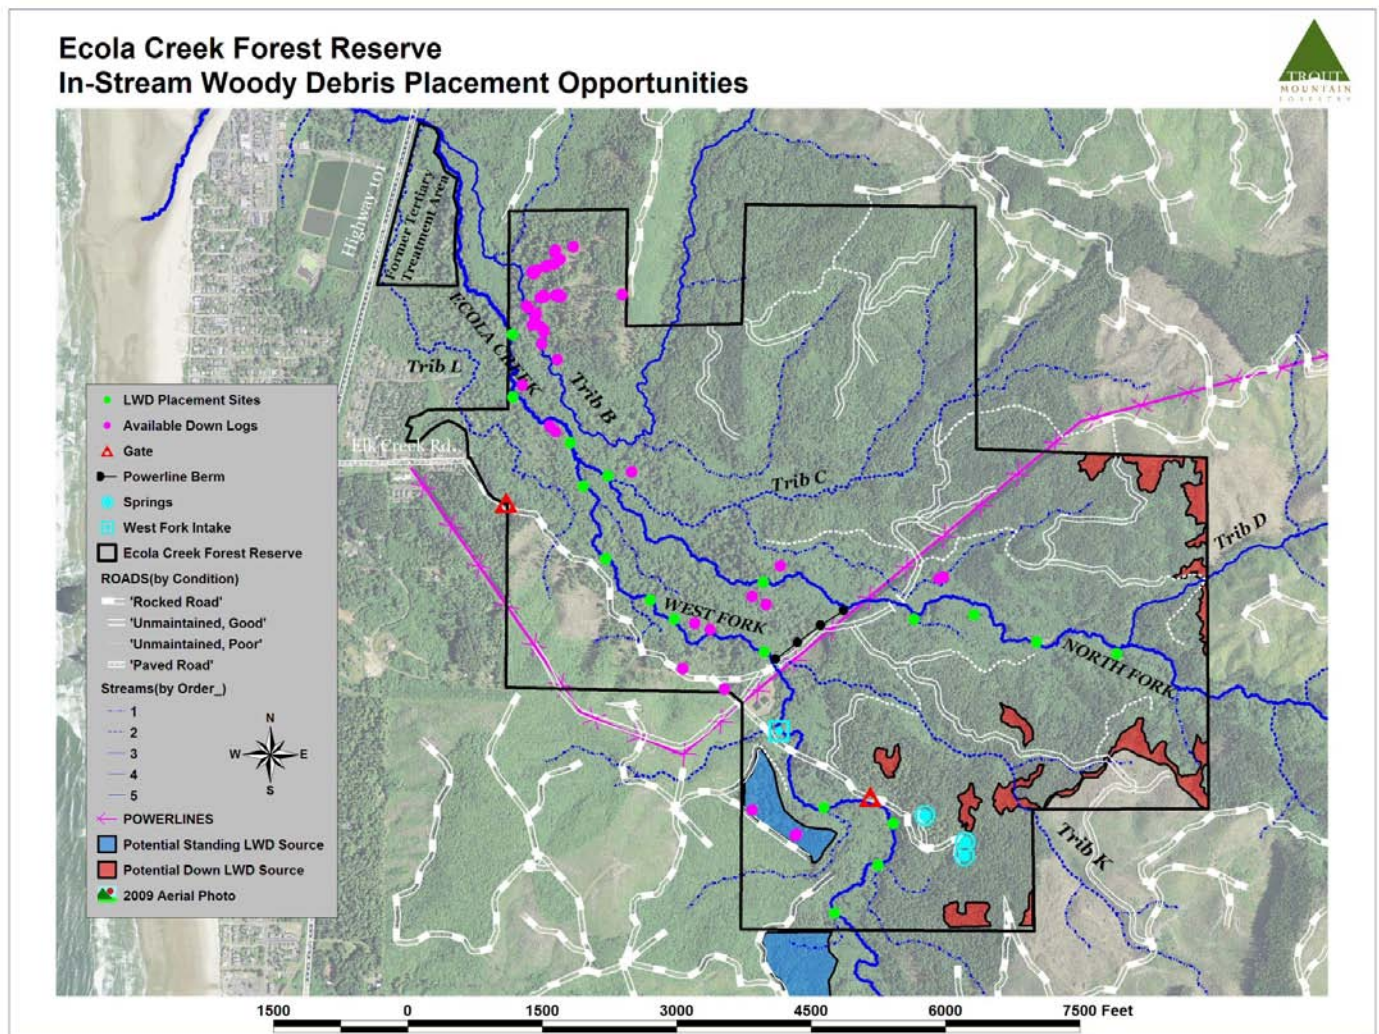 Ecola Creek Forest Reserve
In-Stream Woody Debris Placement Opportunities
TROUT
MOUNTAIN
FORESTRY
Highway 101
Former Tertiary
Treatment Area
ECOLA CREEK
Trib L
Trib B
Elk Creek Rd.
Trib C
Trib D
WEST FORK
NORTH FORK
Trib K
LWD Placement Sites
Available Down Logs
Gate
Powerline Berm
Springs
West Fork Intake
Ecola Creek Forest Reserve
ROADS(by Condition)
'Rocked Road'
'Unmaintained, Good'
'Unmaintained, Poor'
'Paved Road'
Streams(by Order_)
1
2
3
4
5
N
W E
S
POWERLINES
Potential Standing LWD Source
Potential Down LWD Source
2009 Aerial Photo
1500 0 1500 3000 4500 6000 7500 Feet